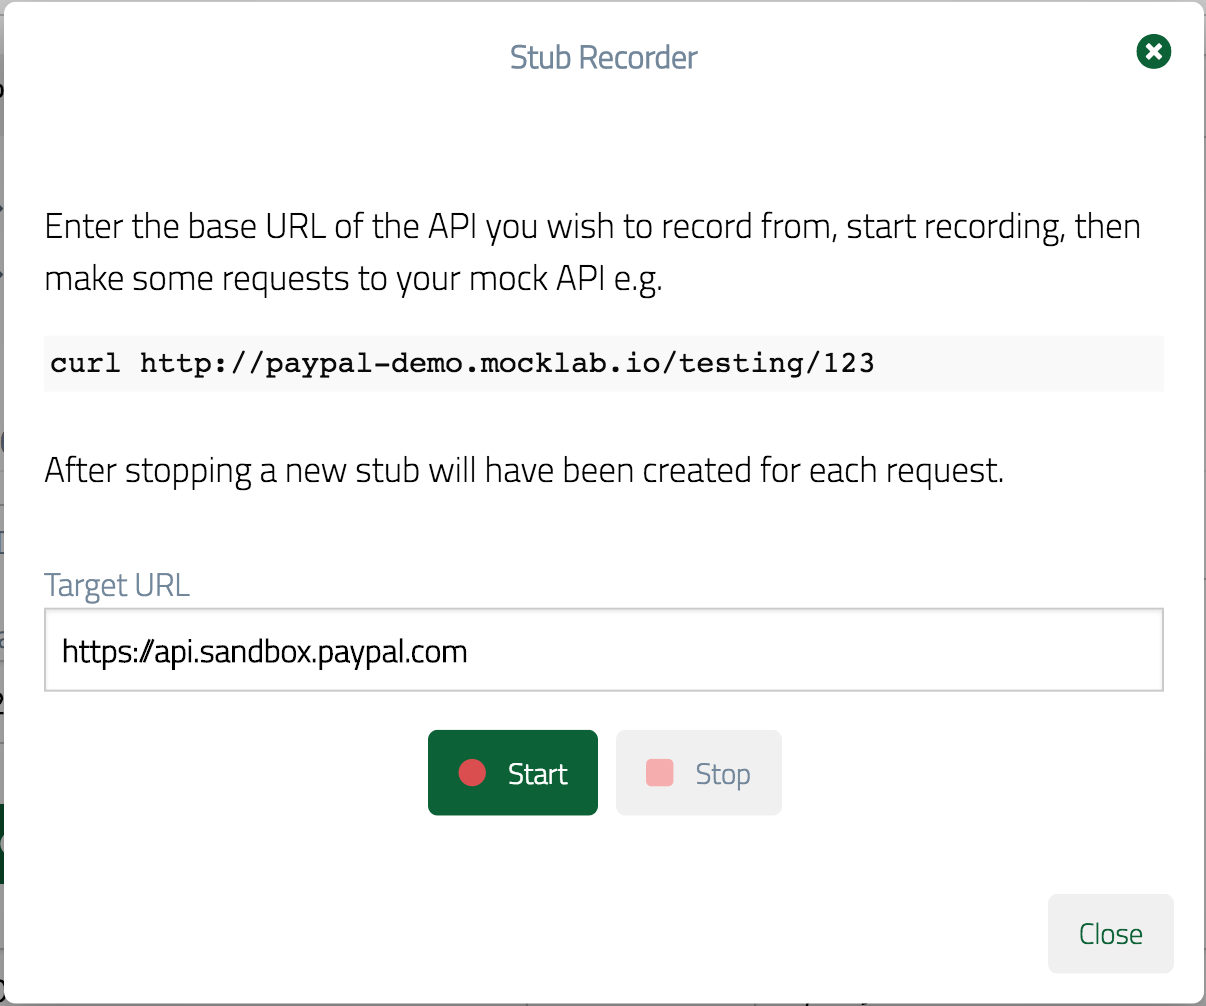 Stub Recorder
Enter the base URL of the API you wish to record from, start recording, then
make some requests to your mock API e.g.
curl http://paypal-demo.mocklab.io/testing/123
After stopping a new stub will have been created for each request.
Target URL
https://api.sandbox.paypal.com
Start
Stop
Close